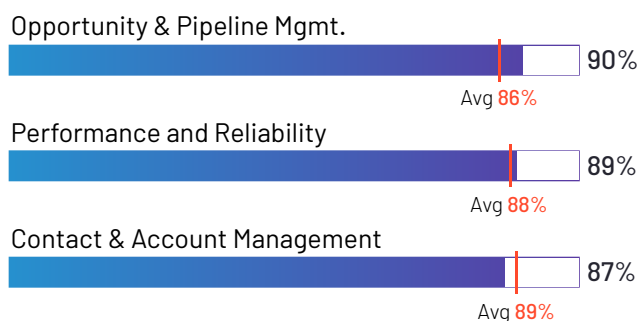 Opportunity & Pipeline Mgmt.
90%
Avg 86%
Performance and Reliability
89%
Avg 88%
Contact & Account Management
87%
Avg 89%